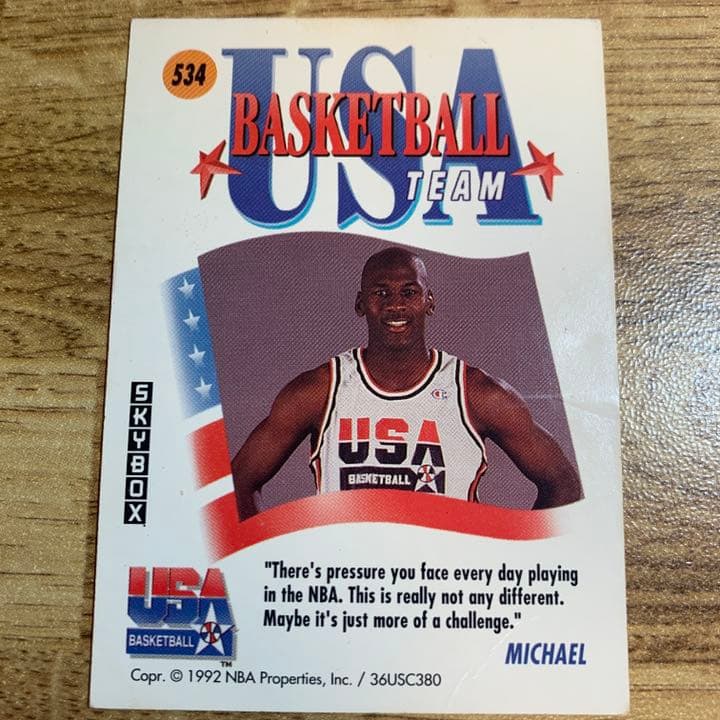 534
USA
BASKETBALL
TEAM
USA
BASKETBALL
SKYBOX
"There's pressure you face every day playing
in the NBA. This is really not any different.
Maybe it's just more of a challenge."
MICHAEL
USA
BASKETBALL
TM
Copr. © 1992 NBA Properties, Inc. / 36USC380